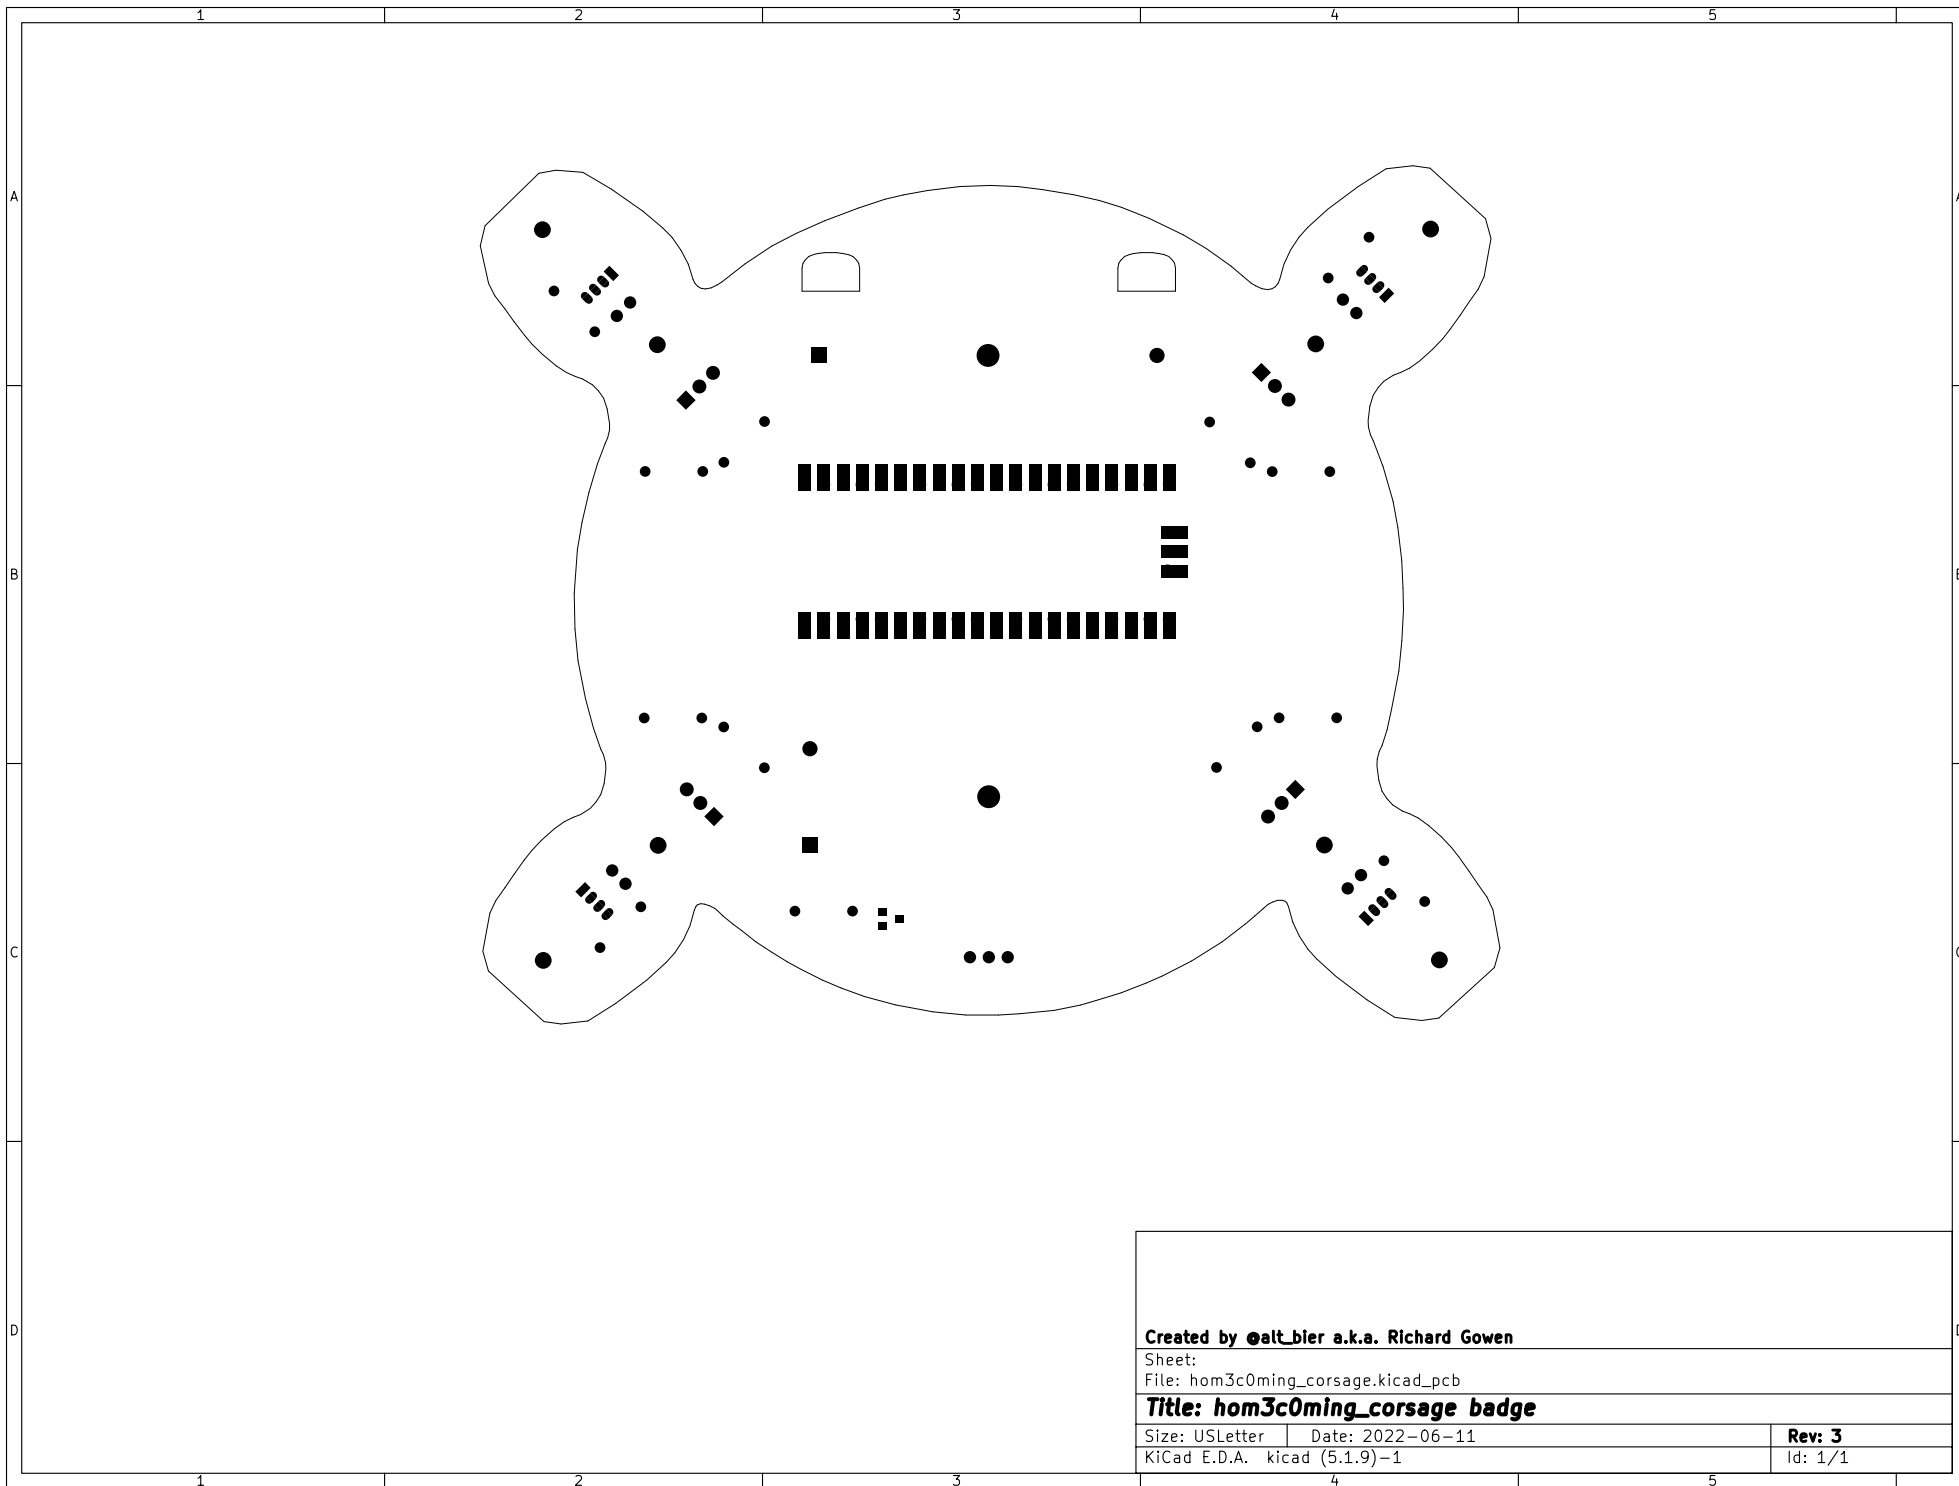 1 2 3 4 5
A A
B B
C C
D D
Created by @alt_bier a.k.a. Richard Gowen
Sheet:
File: hom3c0ming_corsage.kicad_pcb
Title: hom3c0ming_corsage badge
Size: USLetter Date: 2022-06-11 Rev: 3
KiCad E.D.A. kicad (5.1.9)-1 Id: 1/1
1 2 3 4 5